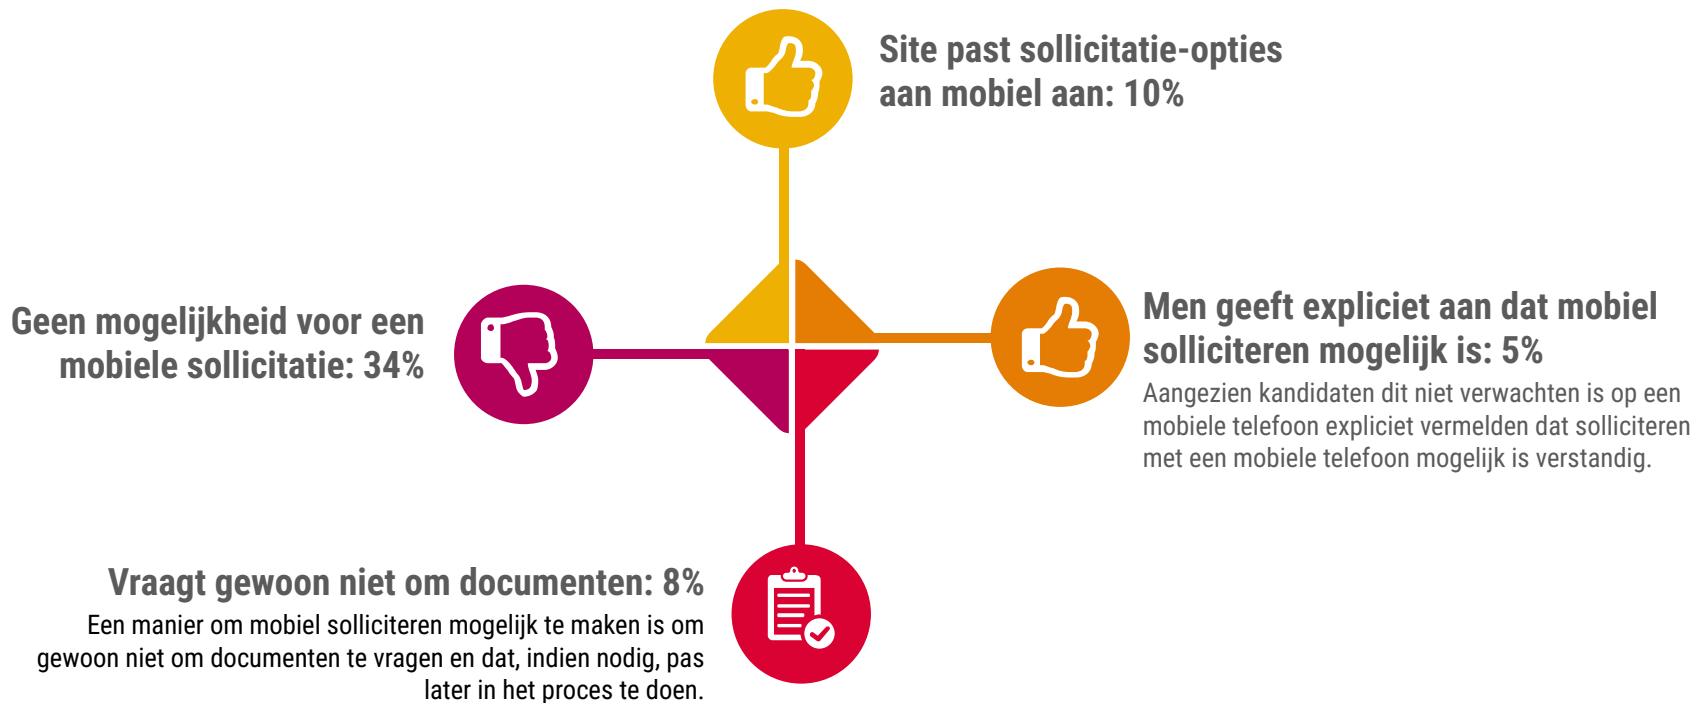 Site past sollicitatie-opties
aan mobiel aan: 10%
Geen mogelijkheid voor een
mobiele sollicitatie: 34%
Men geeft expliciet aan dat mobiel
solliciteren mogelijk is: 5%
Aangezien kandidaten dit niet verwachten is op een
mobiele telefoon expliciet vermelden dat solliciteren
met een mobiele telefoon mogelijk is verstandig.
Vraagt gewoon niet om documenten: 8%
Een manier om mobiel solliciteren mogelijk te maken is om
gewoon niet om documenten te vragen en dat, indien nodig, pas
later in het proces te doen.